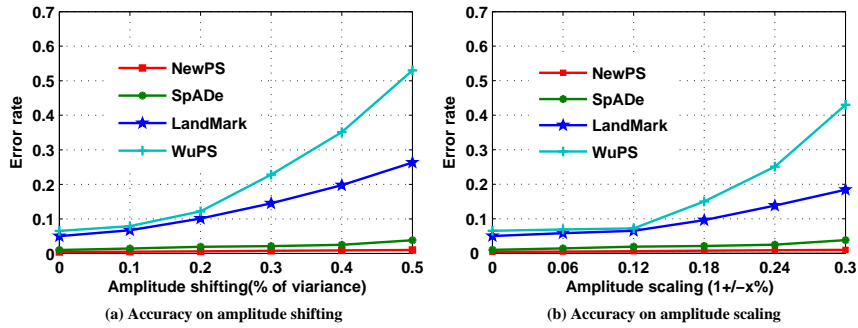 0.7
0.6
0.5
0.4
0.3
0.2
0.1
0
Error rate
NewPS
SpADe
LandMark
WuPS
0 0.1 0.2 0.3 0.4 0.5
Amplitude shifting(% of viariance)
(a) Accuracy on amplitude shifting
0.7
0.6
0.5
0.4
0.3
0.2
0.1
0
Error rate
NewPS
SpADe
LandMark
WuPS
0 0.06 0.12 0.18 0.24 0.3
Amplitude scaling (1+/−x%)
(b) Accuracy on amplitude scaling